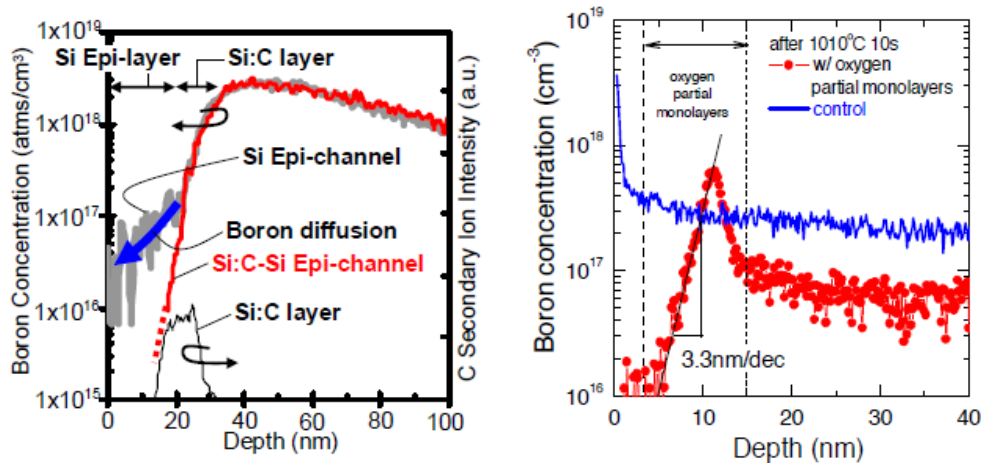 1x10¹⁹
Si Epi-layer
Si:C layer
1x10¹⁸
Si Epi-channel
1x10¹⁷
Boron diffusion
Si:C-Si Epi-channel
1x10¹⁶
Si:C layer
1x10¹⁵
0 20 40 60 80 100
Depth (nm)
Boron Concentration (atms/cm³)
C Secondary Ion Intensity (a.u.)
10¹⁹
after 1010°C 10s
w/ oxygen
partial monolayers
control
oxygen
partial
monolayers
10¹⁸
10¹⁷
3.3nm/dec
10¹⁶
0 10 20 30 40
Depth (nm)
Boron concentration (cm⁻³)